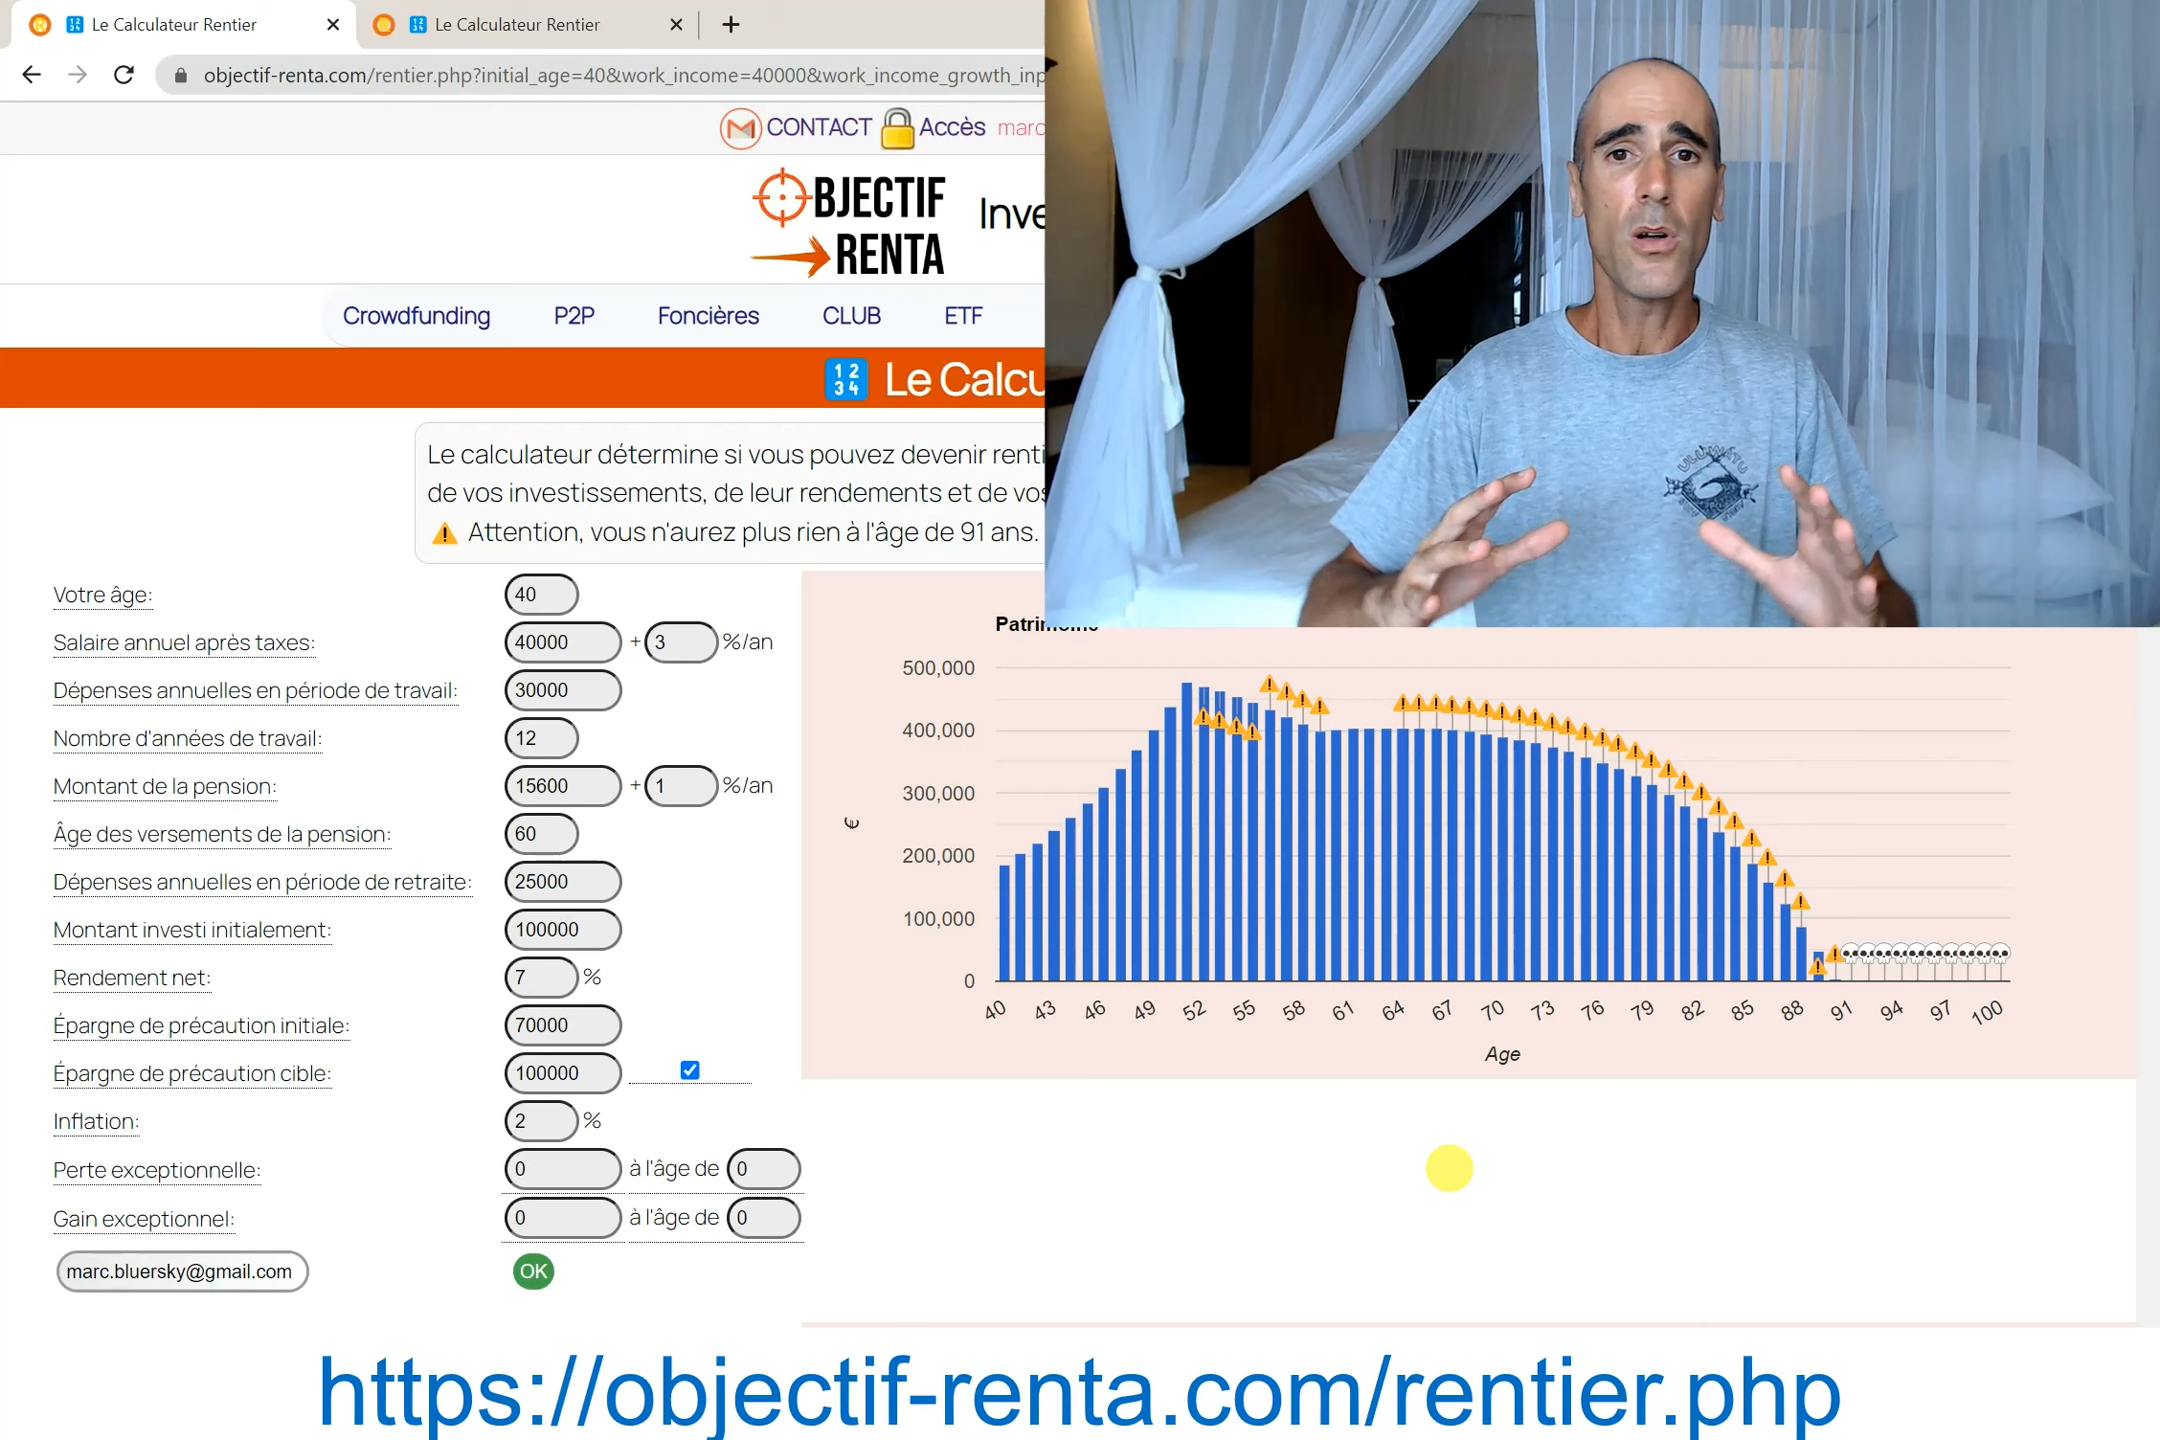 Le Calculateur Rentier
Le Calculateur Rentier
objectif-renta.com/rentier.php?initial_age=40&work_income=40000&work_income_growth_inp
CONTACT Accès marc
OBJECTIF
RENTA
Inve
Crowdfunding P2P Foncières CLUB ETF
Le Calcu
Le calculateur détermine si vous pouvez devenir renti
de vos investissements, de leur rendements et de vos
Attention, vous n'aurez plus rien à l'âge de 91 ans.
Votre âge: 40
Salaire annuel après taxes: 40000 + 3 %/an
Dépenses annuelles en période de travail: 30000
Nombre d'années de travail: 12
Montant de la pension: 15600 + 1 %/an
Âge des versements de la pension: 60
Dépenses annuelles en période de retraite: 25000
Montant investi initialement: 100000
Rendement net: 7 %
Épargne de précaution initiale: 70000
Épargne de précaution cible: 100000
Inflation: 2 %
Perte exceptionnelle: 0 à l'âge de 0
Gain exceptionnel: 0 à l'âge de 0
marc.bluersky@gmail.com OK
Patrimoine
500,000
400,000
300,000
200,000
100,000
0
€
40 43 46 49 52 55 58 61 64 67 70 73 76 79 82 85 88 91 94 97 100
Age
ULUWATU
https://objectif-renta.com/rentier.php